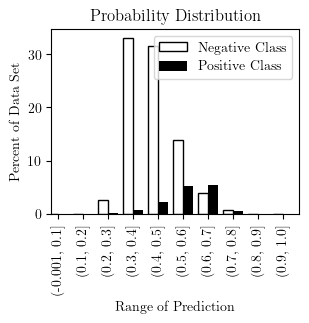 Probability Distribution
Negative Class
Positive Class
Percent of Data Set
30
20
10
0
(-0.001, 0.1]
(0.1, 0.2]
(0.2, 0.3]
(0.3, 0.4]
(0.4, 0.5]
(0.5, 0.6]
(0.6, 0.7]
(0.7, 0.8]
(0.8, 0.9]
(0.9, 1.0]
Range of Prediction